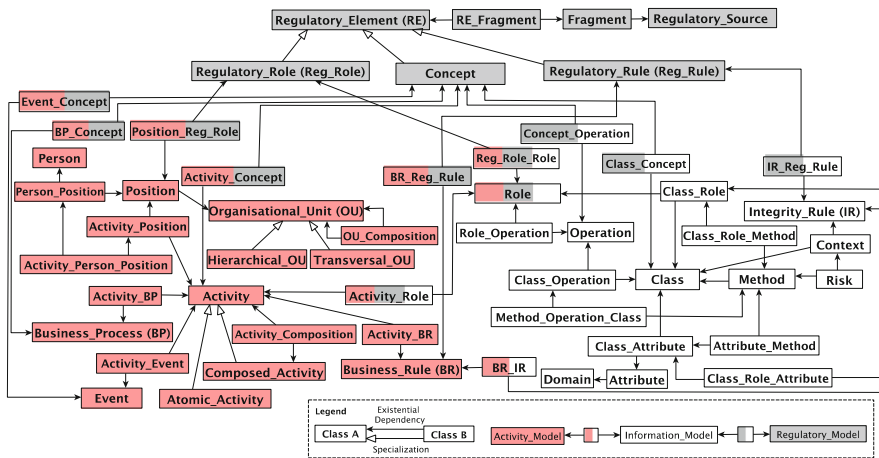 Regulatory_Element (RE)
RE_Fragment
Fragment
Regulatory_Source
Regulatory_Role (Reg_Role)
Concept
Regulatory_Rule (Reg_Rule)
Event_Concept
BP_Concept
Position_Reg_Role
Concept_Operation
Person
Activity_Concept
Reg_Role_Role
BR_Reg_Rule
Class_Concept
IR_Reg_Rule
Person_Position
Position
Role
Class_Role
Organisational_Unit (OU)
Integrity_Rule (IR)
Activity_Position
OU_Composition
Role_Operation
Operation
Class_Role_Method
Context
Activity_Person_Position
Hierarchical_OU
Transversal_OU
Class_Operation
Class
Method
Risk
Activity_BP
Activity
Activity_Role
Method_Operation_Class
Business_Process (BP)
Activity_Composition
Activity_BR
Class_Attribute
Attribute_Method
Activity_Event
Composed_Activity
Business_Rule (BR)
BR_IR
Domain
Attribute
Class_Role_Attribute
Event
Atomic_Activity
Legend
Existential
Dependency
Class A
Class B
Specialization
Activity_Model
Information_Model
Regulatory_Model